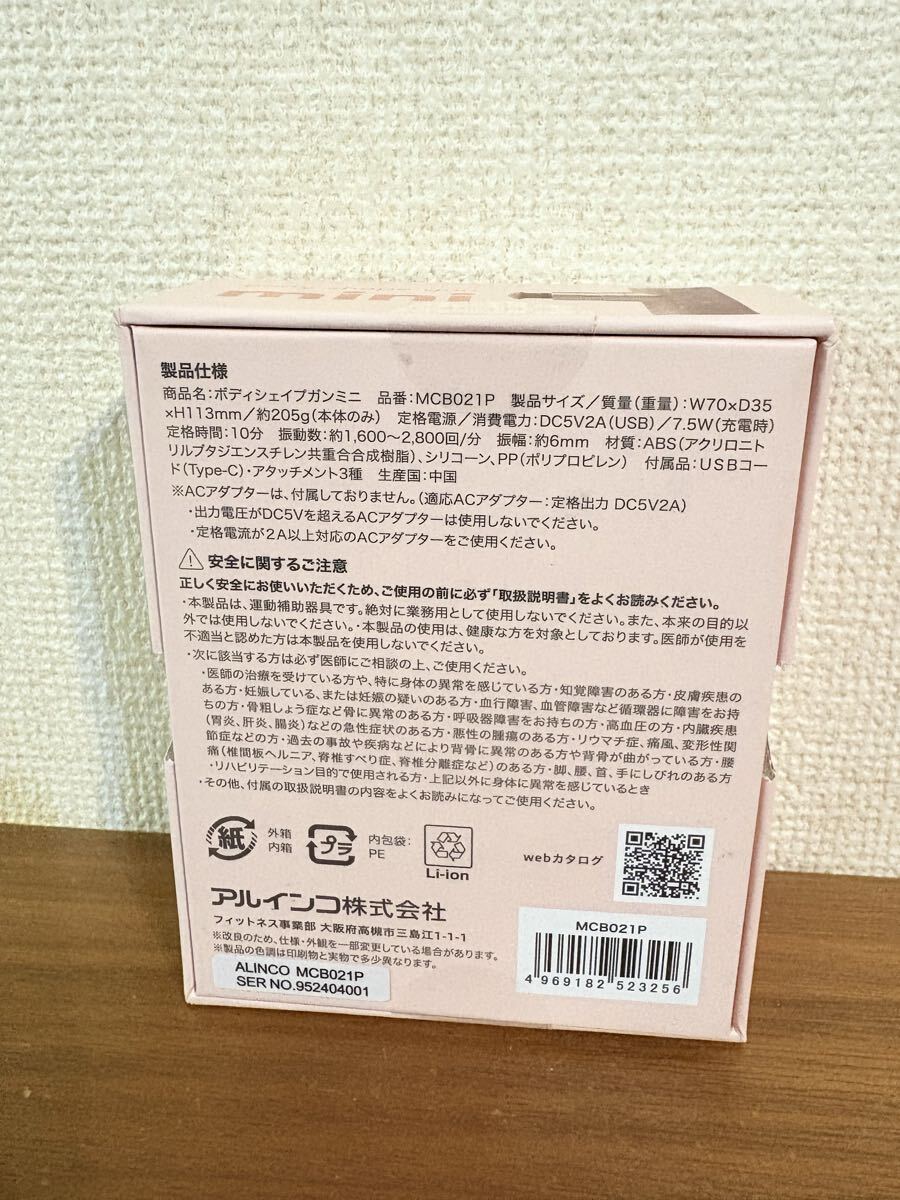 mini
製品仕様
商品名:ボディシェイプガンミニ 品番:MCB021P 製品サイズ/質量(重量):W70×D35
×H113mm/約205g(本体のみ) 定格電源/消費電力:DC5V2A(USB)/7.5W(充電時)
定格時間:10分 振動数:約1,600〜2,800回/分 振幅:約6mm 材質:ABS(アクリロニト
リルブタジエンスチレン共重合合成樹脂)、シリコーン、PP(ポリプロピレン) 付属品:USBコー
ド(Type-C)・アタッチメント3種 生産国:中国
※ACアダプターは、付属しておりません。(適応ACアダプター:定格出力 DC5V2A)
・出力電圧がDC5Vを超えるACアダプターは使用しないでください。
・定格電流が2A以上対応のACアダプターをご使用ください。
安全に関するご注意
正しく安全にお使いいただくため、ご使用の前に必ず「取扱説明書」をよくお読みください。
・本製品は、運動補助器具です。絶対に業務用として使用しないでください。また、本来の目的以
外では使用しないでください。・本製品の使用は、健康な方を対象としております。医師が使用を
不適当と認めた方は本製品を使用しないでください。
・次に該当する方は必ず医師にご相談の上、ご使用ください。
・医師の治療を受けている方や、特に身体の異常を感じている方・知覚障害のある方・皮膚疾患の
ある方・妊娠している、または妊娠の疑いのある方・血行障害、血管障害など循環器に障害をお持
ちの方・骨粗しょう症など骨に異常のある方・呼吸器障害をお持ちの方・高血圧の方・内臓疾患
(胃炎、肝炎、腸炎)などの急性症状のある方・悪性の腫瘍のある方・リウマチ症、痛風、変形性関
節症などの方・過去の事故や疾病などにより背骨に異常のある方や背骨が曲がっている方・腰
痛(椎間板ヘルニア、脊椎すべり症、脊椎分離症など)のある方・脚、腰、首、手にしびれのある方
・リハビリテーション目的で使用される方・上記以外に身体に異常を感じているとき
・その他、付属の取扱説明書の内容をよくお読みになってご使用ください。
紙 外箱
内箱
プラ 内包袋:
PE
Li-ion
webカタログ
アルインコ株式会社
フィットネス事業部 大阪府高槻市三島江1-1-1
※改良のため、仕様・外観を一部変更している場合があります。
※製品の色調は印刷物と実物で多少異なります。
ALINCO MCB021P
SER NO.952404001
MCB021P
4 969182 523256